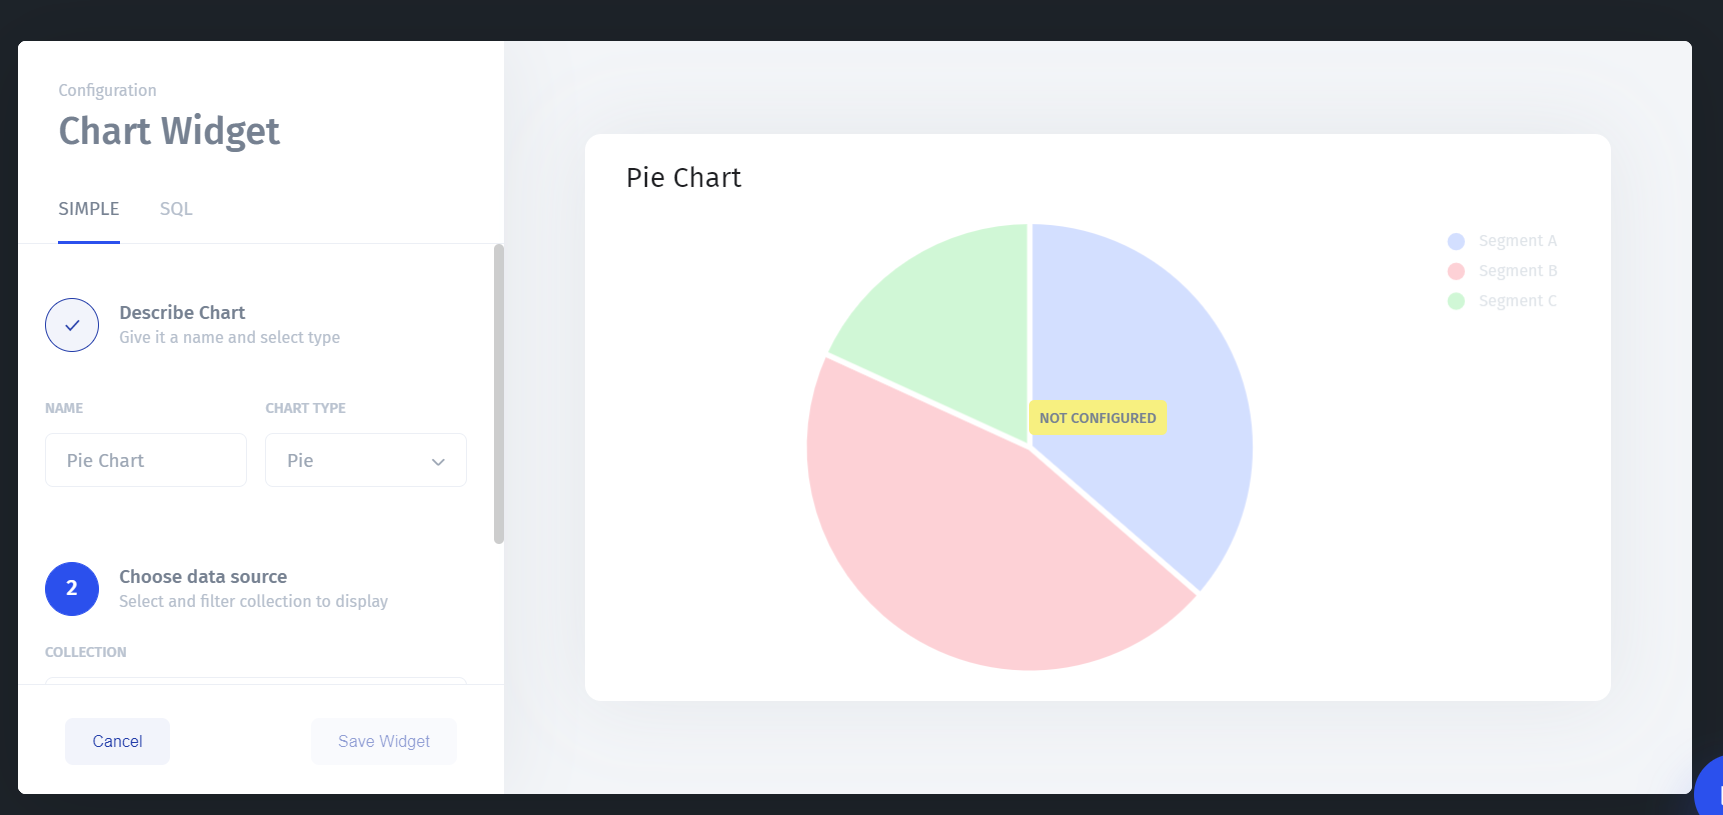 Configuration
Chart Widget
SIMPLE SQL
Describe Chart
Give it a name and select type
NAME CHART TYPE
Pie Chart Pie
2
Choose data source
Select and filter collection to display
COLLECTION
Cancel Save Widget
Pie Chart
Segment A
Segment B
Segment C
NOT CONFIGURED